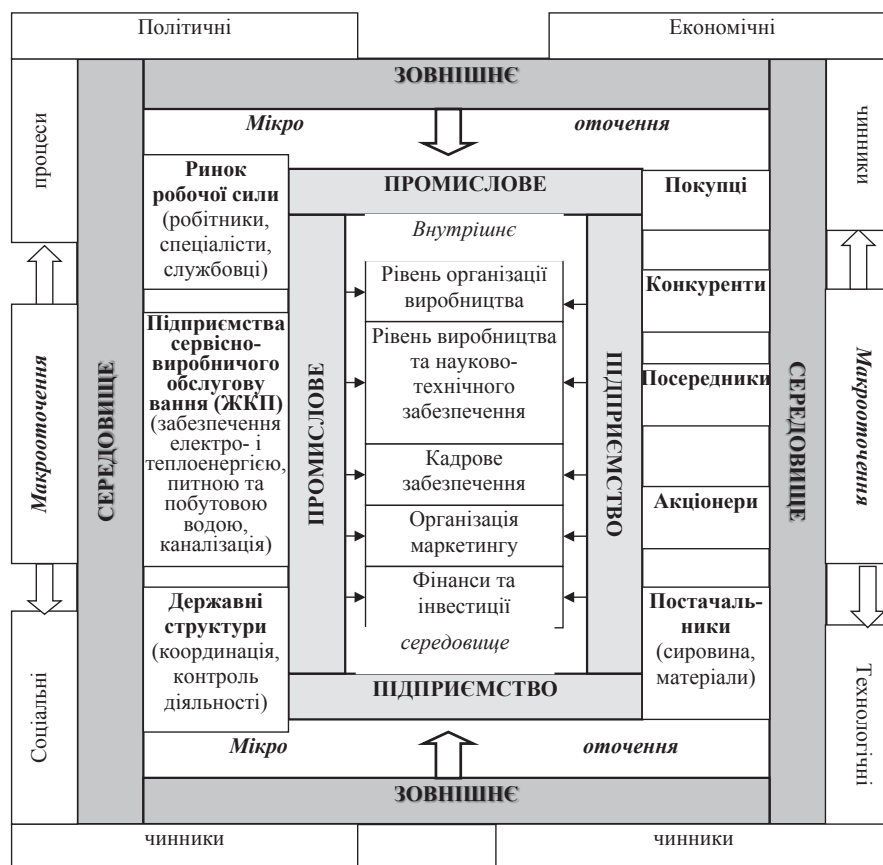 Політичні
Економічні
процеси
чинники
ЗОВНІШНЄ
Мікро оточення
СЕРЕДОВИЩЕ
Макрооточення
Ринок
робочої сили
(робітники,
спеціалісти,
службовці)
Підприємства
сервісно-
виробничого
обслугову
вання (ЖКП)
(забезпечення
електро- і
теплоенергією,
питною та
побутовою
водою,
каналізація)
Державні
структури
(координація,
контроль
діяльності)
ПРОМИСЛОВЕ
ПРОМИСЛОВЕ
Внутрішнє
Рівень організації
виробництва
Рівень виробництва
та науково-
технічного
забезпечення
Кадрове
забезпечення
Організація
маркетингу
Фінанси та
інвестиції
середовище
ПІДПРИЄМСТВО
ПІДПРИЄМСТВО
Покупці
Конкуренти
Посередники
Акціонери
Постачаль-
ники
(сировина,
матеріали)
СЕРЕДОВИЩЕ
Макрооточення
Соціальні
Технологічні
Мікро оточення
ЗОВНІШНЄ
чинники
чинники